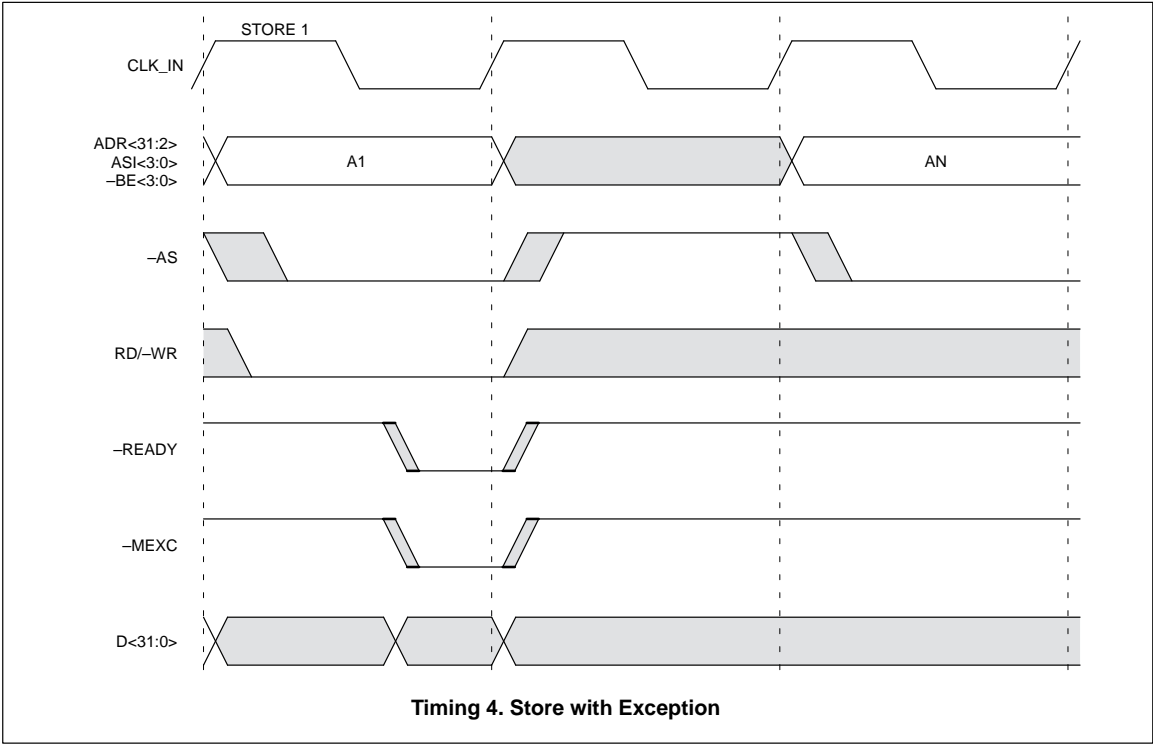 STORE 1
CLK_IN
ADR<31:2>
ASI<3:0>
–BE<3:0>
A1
AN
–AS
RD/–WR
–READY
–MEXC
D<31:0>
Timing 4. Store with Exception